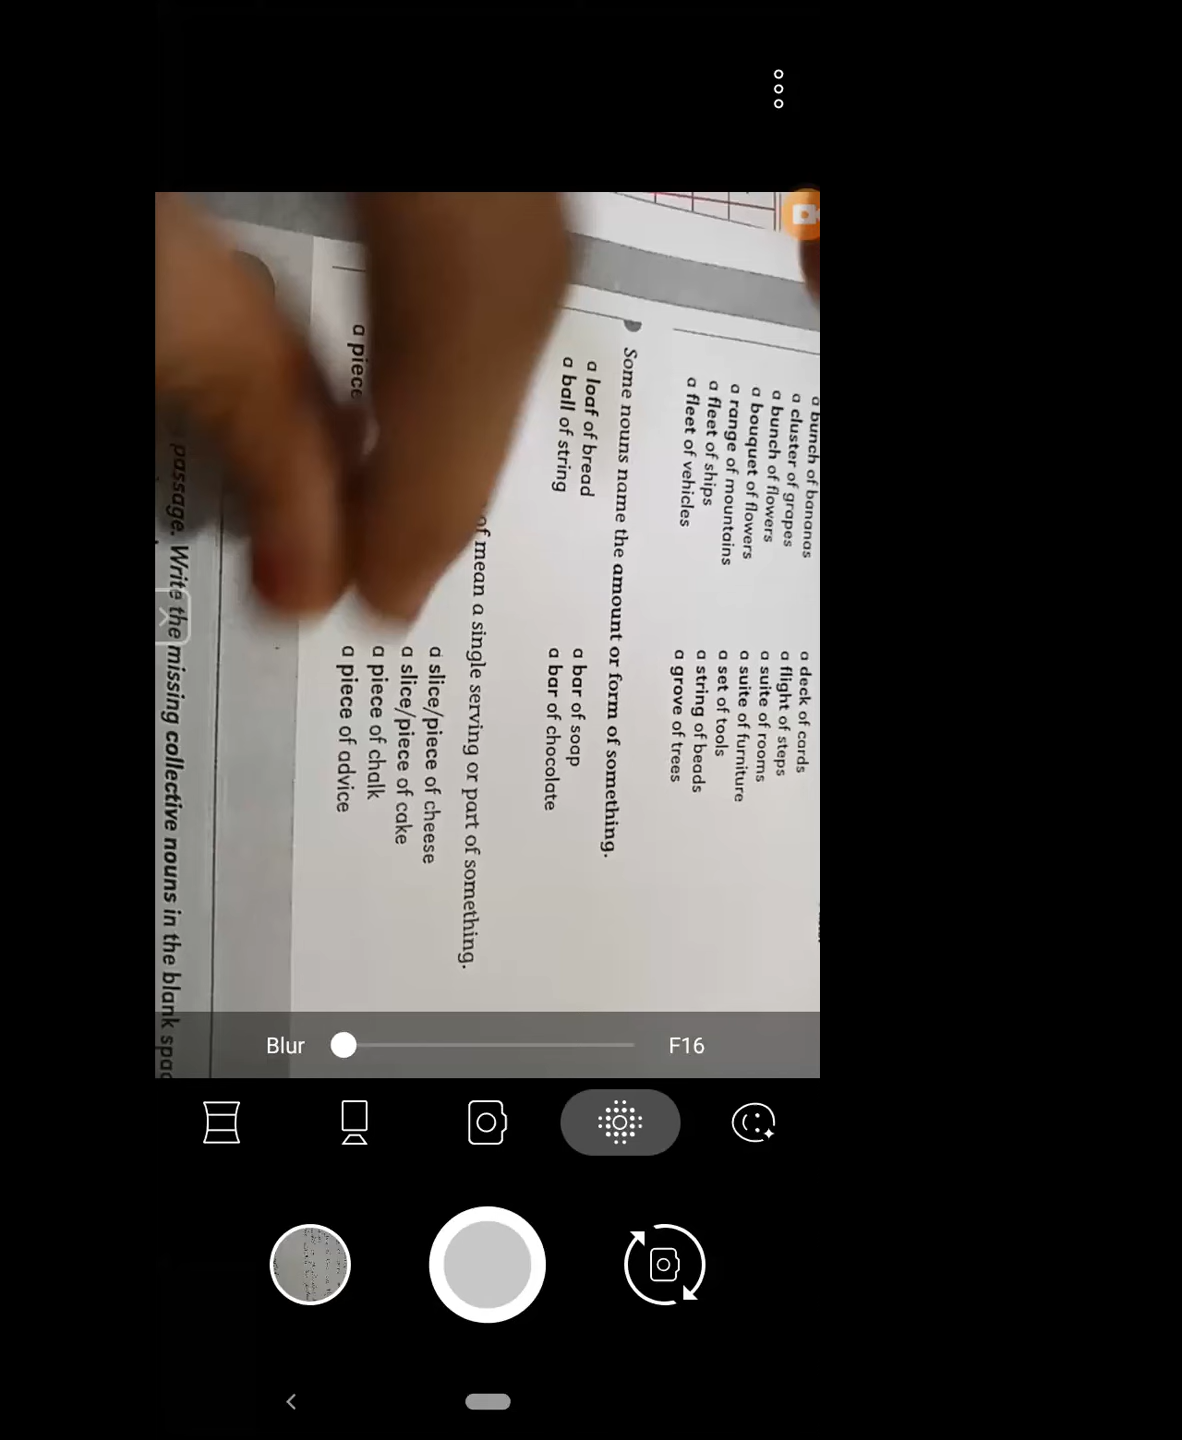 a bunch of bananas
a cluster of grapes
a bunch of flowers
a bouquet of flowers
a range of mountains
a fleet of ships
a fleet of vehicles
a deck of cards
a flight of steps
a suite of rooms
a suite of furniture
a set of tools
a string of beads
a grove of trees
Some nouns name the amount or form of something.
a loaf of bread
a ball of string
a bar of soap
a bar of chocolate
of mean a single serving or part of something.
a piece
a slice/piece of cheese
a slice/piece of cake
a piece of chalk
a piece of advice
passage. Write the missing collective nouns in the blank
Blur
F16